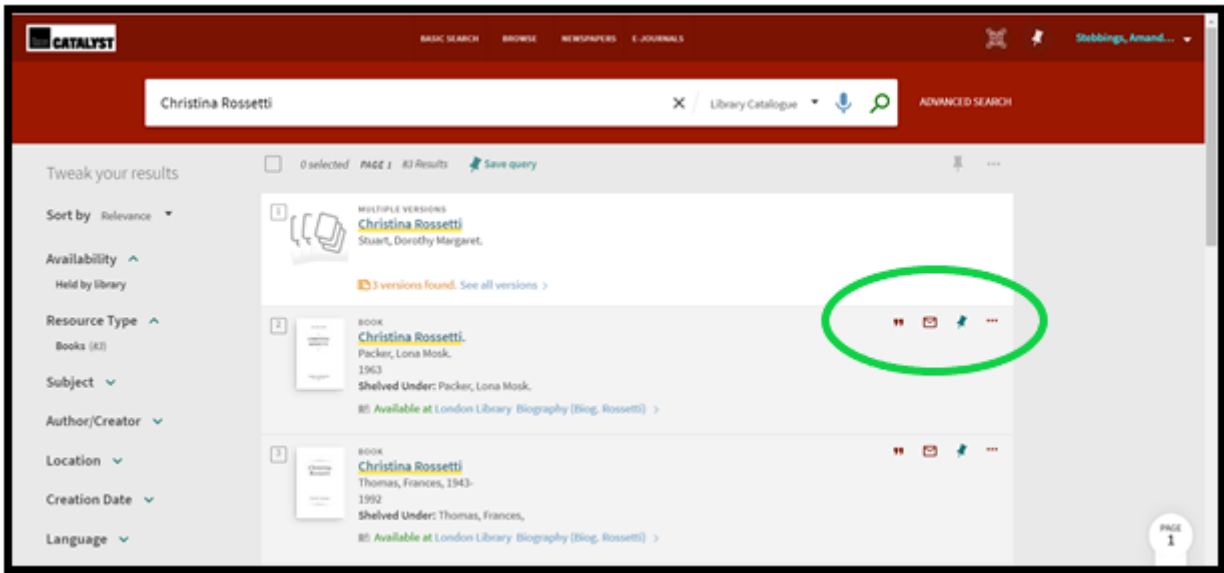 CATALYST
BASIC SEARCH BROWSE NEWSPAPERS E-JOURNALS
Stebbings, Amand...
Christina Rossetti
Library Catalogue
ADVANCED SEARCH
Tweak your results
0 selected PAGE 1 83 Results Save query
Sort by Relevance
Availability
Held by library
Resource Type
Books (82)
Subject
Author/Creator
Location
Creation Date
Language
1
MULTIPLE VERSIONS
Christina Rossetti
Stuart, Dorothy Margaret.
3 versions found. See all versions >
2
BOOK
Christina Rossetti.
Packer, Lona Mosk.
1963
Shelved Under: Packer, Lona Mosk.
Available at London Library Biography (Biog. Rossetti) >
3
BOOK
Christina Rossetti
Thomas, Frances, 1943-
1992
Shelved Under: Thomas, Frances,
Available at London Library Biography (Biog. Rossetti) >
PAGE
1